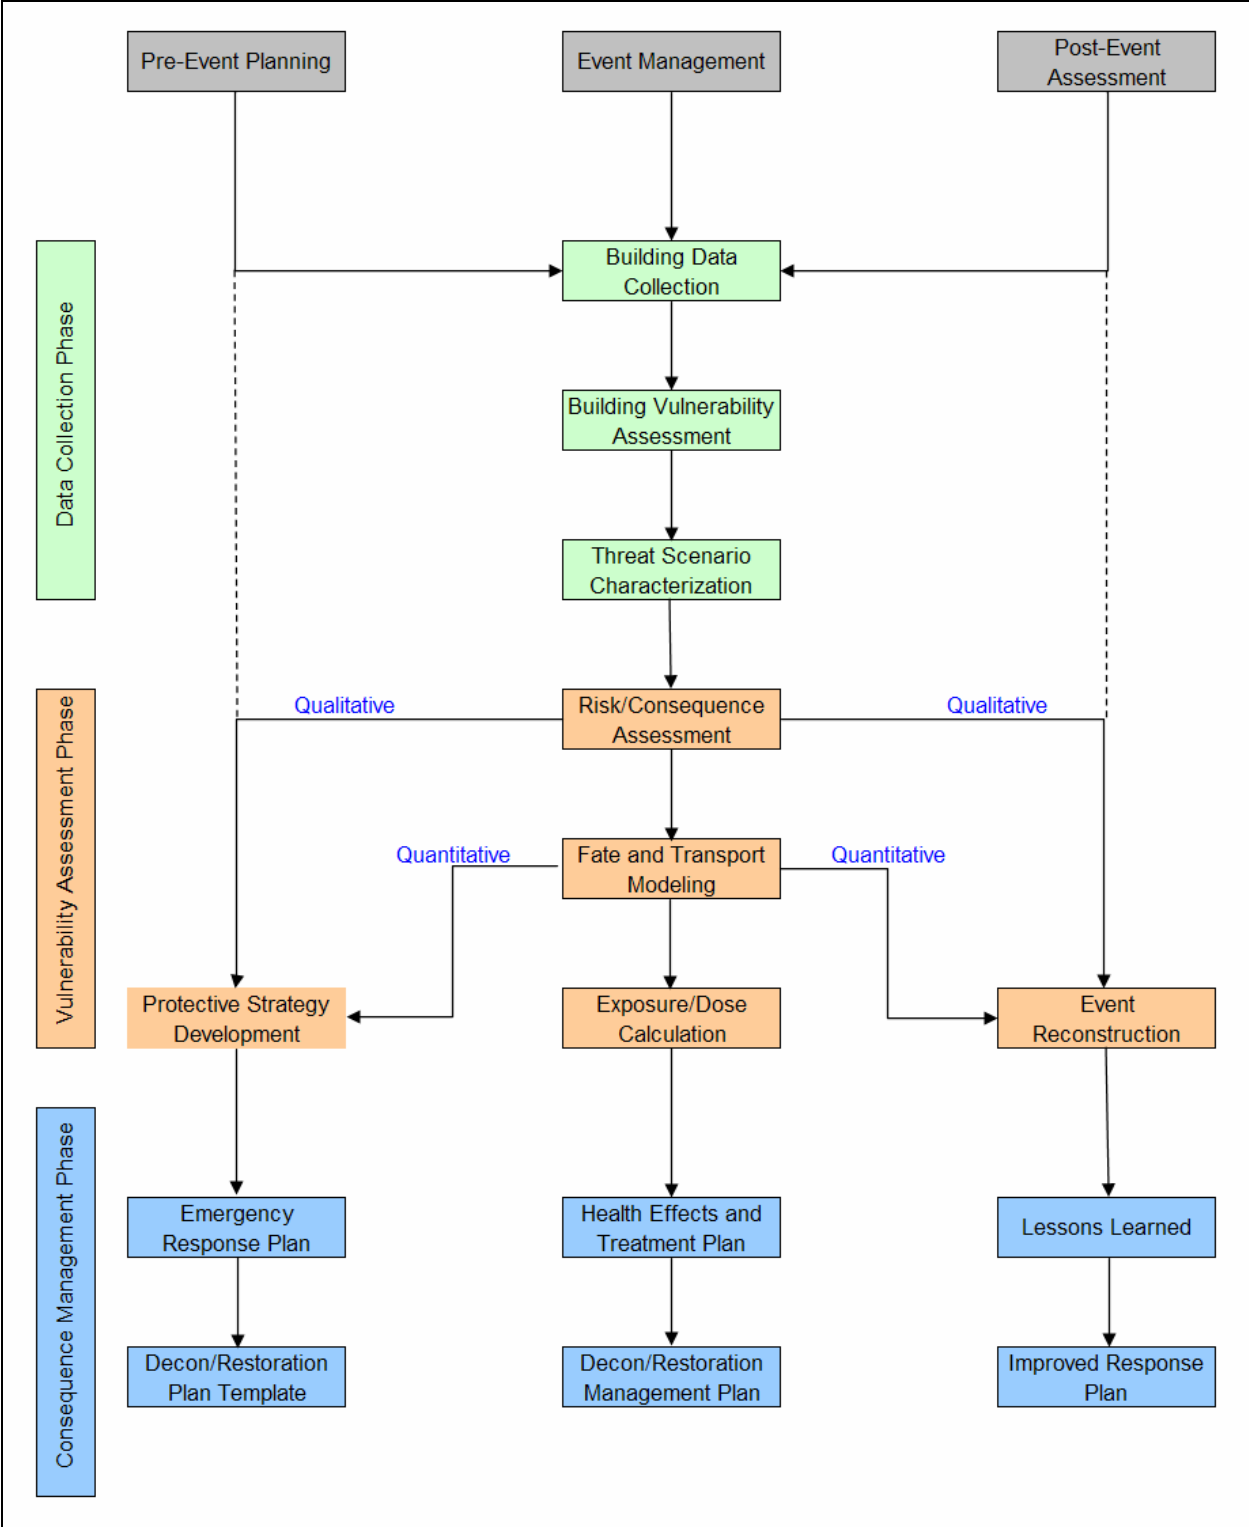 Pre-Event Planning
Event Management
Post-Event
Assessment
Data Collection Phase
Building Data
Collection
Building Vulnerability
Assessment
Threat Scenario
Characterization
Vulnerability Assessment Phase
Qualitative
Risk/Consequence
Assessment
Qualitative
Quantitative
Fate and Transport
Modeling
Quantitative
Protective Strategy
Development
Exposure/Dose
Calculation
Event
Reconstruction
Consequence Management Phase
Emergency
Response Plan
Health Effects and
Treatment Plan
Lessons Learned
Decon/Restoration
Plan Template
Decon/Restoration
Management Plan
Improved Response
Plan